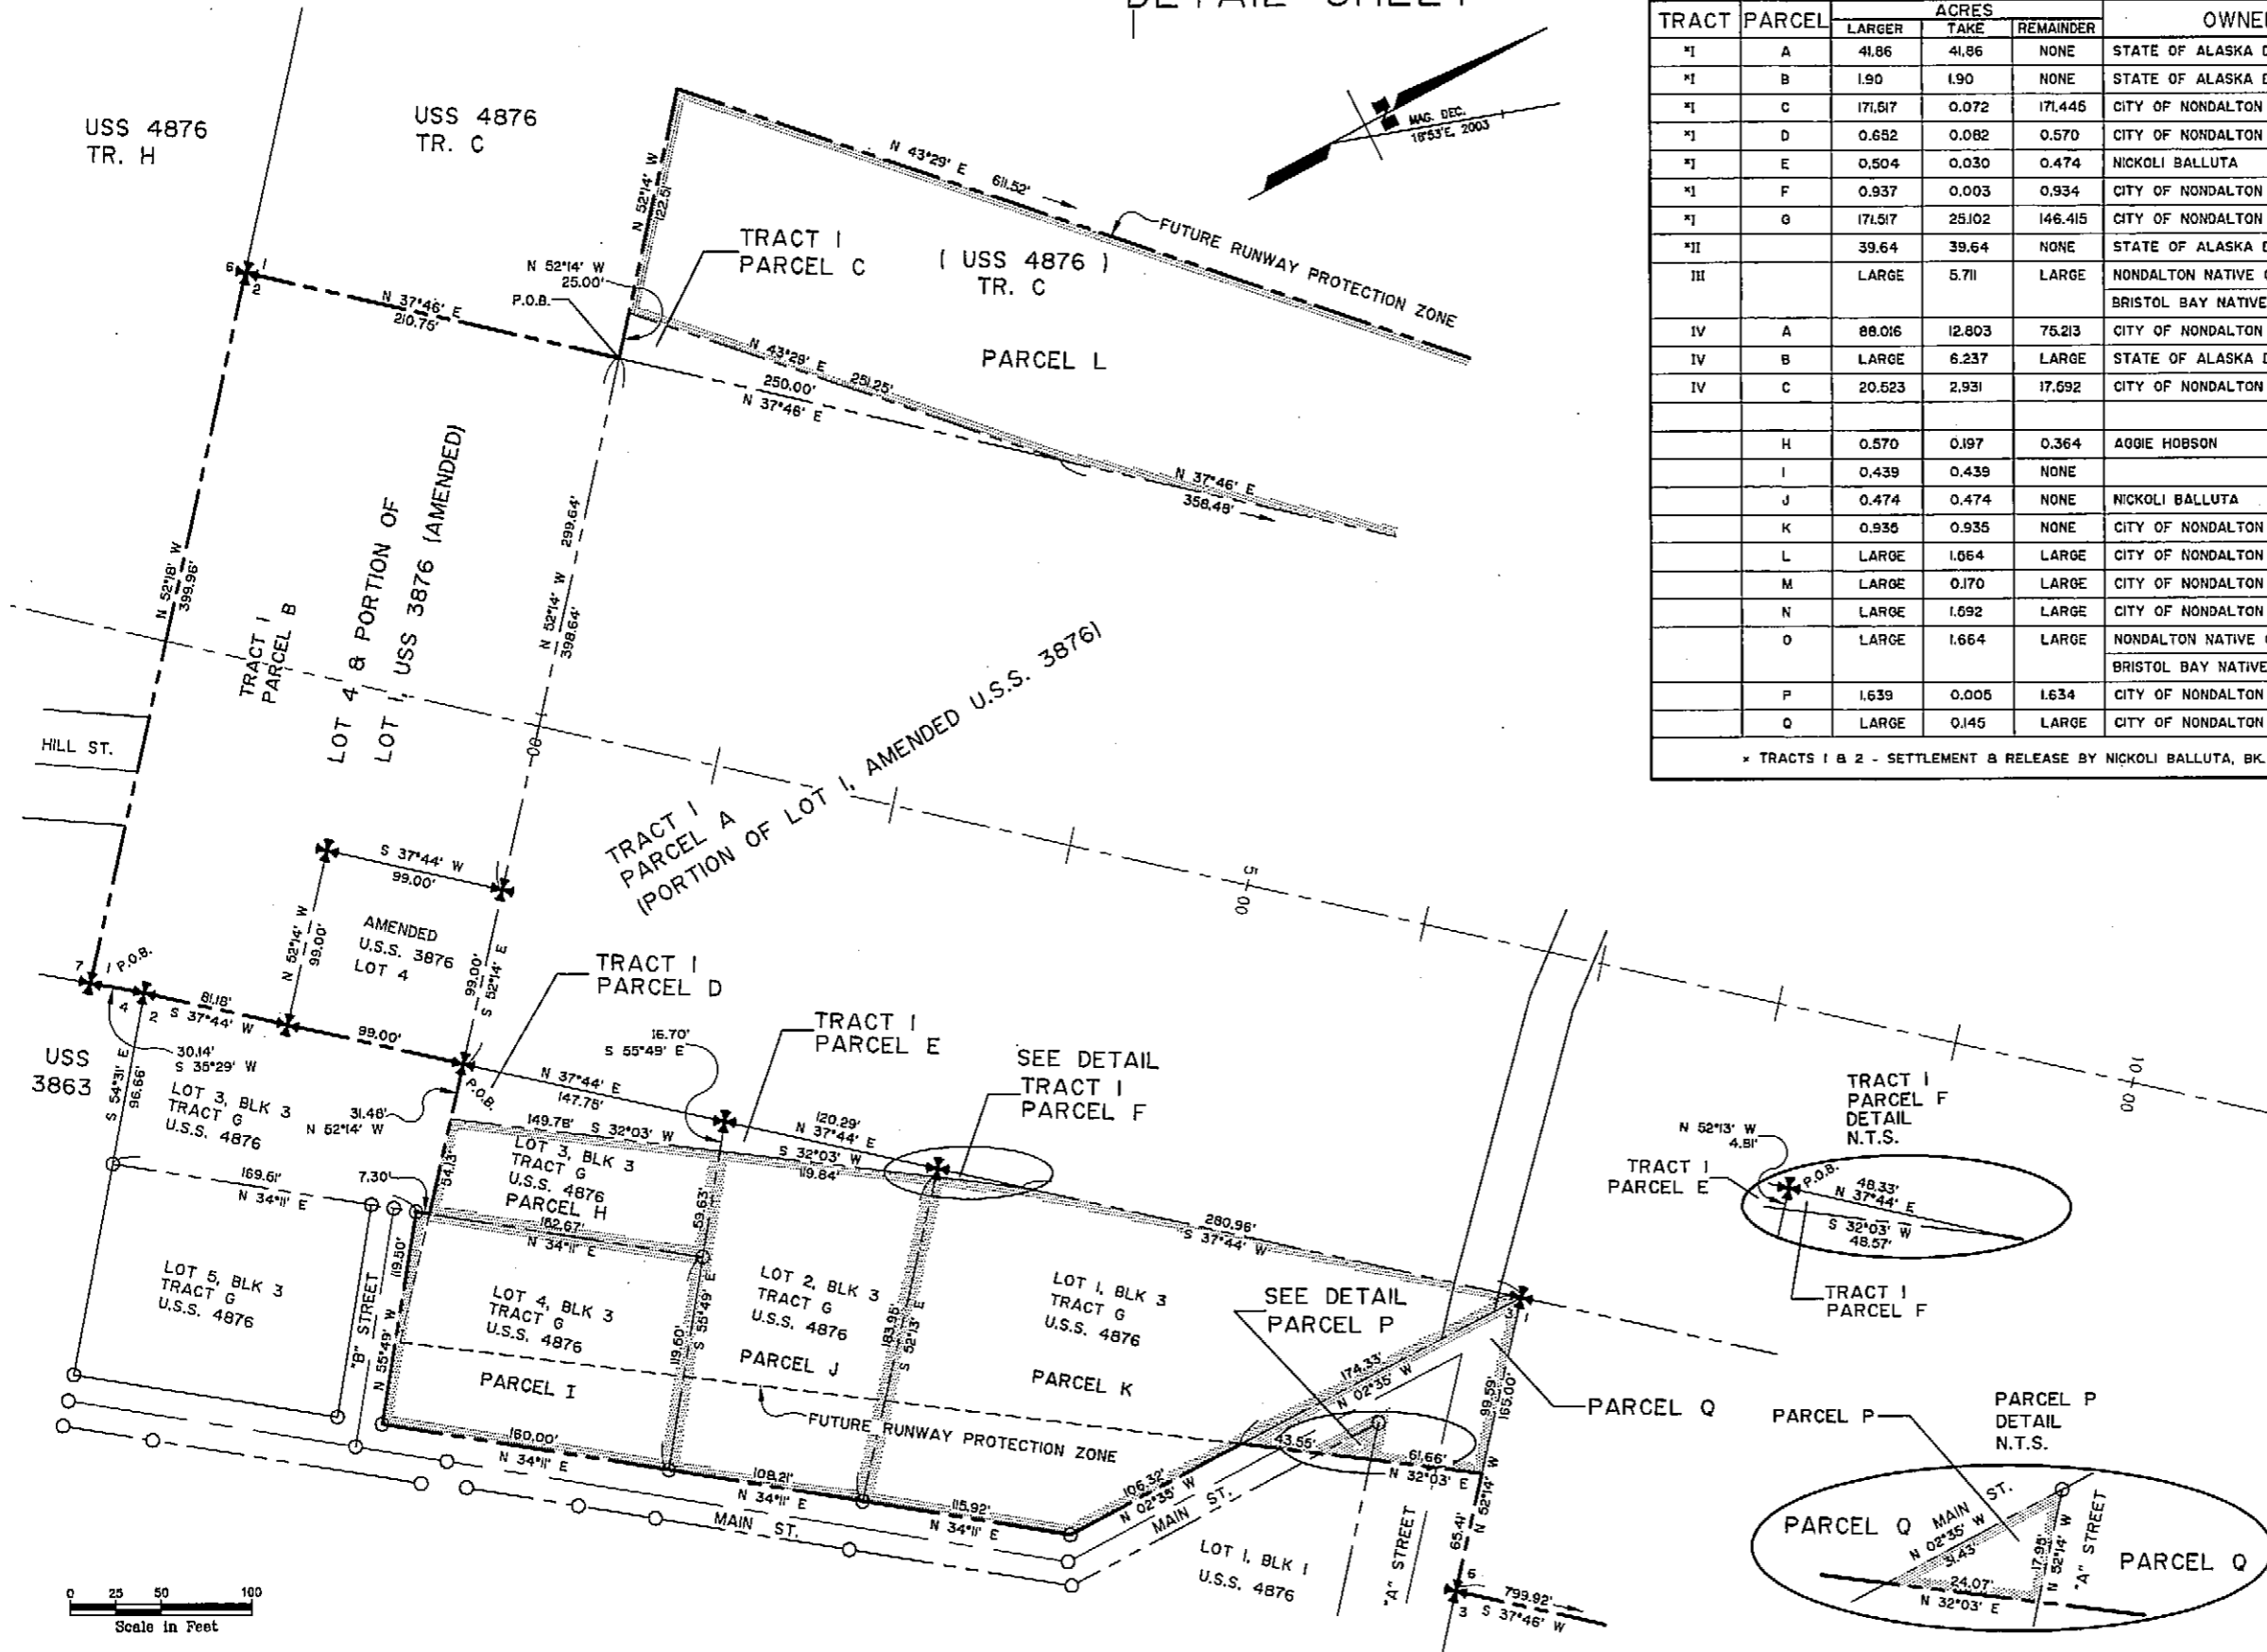 DETAIL SHEET
TRACT PARCEL ACRES
LARGER TAKE REMAINDER
*I A 41.86 41.86 NONE STATE OF ALASKA
*I B 1.90 1.90 NONE STATE OF ALASKA
*I C 171.517 0.072 171.445 CITY OF NONDALTON
*I D 0.652 0.082 0.570 CITY OF NONDALTON
*I E 0.504 0.030 0.474 NICKOLI BALLUTA
*I F 0.937 0.003 0.934 CITY OF NONDALTON
*I G 171.517 25.102 146.415 CITY OF NONDALTON
*II 39.64 39.64 NONE STATE OF ALASKA
III LARGE 5.711 LARGE NONDALTON NATIVE
BRISTOL BAY NATIVE
IV A 88.016 12.803 75.213 CITY OF NONDALTON
IV B LARGE 6.237 LARGE STATE OF ALASKA
IV C 20.523 2.931 17.592 CITY OF NONDALTON
H 0.570 0.197 0.364 AGGIE HOBSON
I 0.439 0.439 NONE
J 0.474 0.474 NONE NICKOLI BALLUTA
K 0.935 0.935 NONE CITY OF NONDALTON
L LARGE 1.664 LARGE CITY OF NONDALTON
M LARGE 0.170 LARGE CITY OF NONDALTON
N LARGE 1.692 LARGE CITY OF NONDALTON
O LARGE 1.664 LARGE NONDALTON NATIVE
BRISTOL BAY NATIVE
P 1.639 0.005 1.634 CITY OF NONDALTON
Q LARGE 0.145 LARGE CITY OF NONDALTON
* TRACTS 1 & 2 - SETTLEMENT & RELEASE BY NICKOLI BALLUTA, BK.
MAG. DEC.
18°53'E, 2003
USS 4876
TR. H
USS 4876
TR. C
N 52°14' W
122.51'
N 43°29' E 611.52'
FUTURE RUNWAY PROTECTION ZONE
TRACT I
PARCEL C
( USS 4876 )
TR. C
PARCEL L
N 52°14' W
25.00'
P.O.B.
6
1
2
N 37°46' E
210.75'
N 43°29' E 251.25'
250.00'
N 37°46' E
N 37°46' E
358.48'
N 52°18' W
399.96'
TRACT I
PARCEL B
LOT 4 & PORTION OF
LOT 1, USS 3876 (AMENDED)
N 52°14' W 299.64'
398.64'
HILL ST.
00
TRACT I
PARCEL A
(PORTION OF LOT 1, AMENDED U.S.S. 3876)
5
00
10
00
S 37°44' W
99.00'
N 52°14' W
99.00'
AMENDED
U.S.S. 3876
LOT 4
99.00'
S 52°14' E
7
1
P.O.B.
4
2
81.18'
S 37°44' W
99.00'
USS
3863
30.14'
S 35°29' W
S 54°31' E
96.66'
LOT 3, BLK 3
TRACT G
U.S.S. 4876
31.48'
N 52°14' W
P.O.B.
TRACT I
PARCEL D
16.70'
S 55°49' E
TRACT I
PARCEL E
SEE DETAIL
TRACT I
PARCEL F
N 37°44' E
147.75'
120.29'
N 37°44' E
149.78' S 32°03' W
S 32°03' W
119.84'
54.13'
LOT 3, BLK 3
TRACT G
U.S.S. 4876
PARCEL H
59.63'
7.30'
162.67'
N 34°11' E
169.61'
N 34°11' E
LOT 5, BLK 3
TRACT G
U.S.S. 4876
"B" STREET
119.50'
N 55°49' W
LOT 4, BLK 3
TRACT G
U.S.S. 4876
PARCEL I
119.50'
S 55°49' E
LOT 2, BLK 3
TRACT G
U.S.S. 4876
PARCEL J
183.95'
S 52°13' E
LOT 1, BLK 3
TRACT G
U.S.S. 4876
PARCEL K
280.96'
S 37°44' W
SEE DETAIL
PARCEL P
174.33'
N 02°35' W
3
1
99.59'
165.00'
PARCEL Q
FUTURE RUNWAY PROTECTION ZONE
160.00'
N 34°11' E
108.21'
N 34°11' E
115.92'
N 34°11' E
MAIN ST.
106.32'
N 02°35' W
MAIN ST.
43.55'
61.66'
N 32°03' E
N 52°14' W
65.41'
LOT 1, BLK 1
U.S.S. 4876
"A" STREET
6
3
799.92'
S 37°46' W
TRACT I
PARCEL F
DETAIL
N.T.S.
N 52°13' W
4.81'
TRACT I
PARCEL E
P.O.B.
48.33'
N 37°44' E
S 32°03' W
48.57'
TRACT I
PARCEL F
PARCEL P
PARCEL P
DETAIL
N.T.S.
PARCEL Q
MAIN ST.
N 02°35' W
31.43'
17.95'
N 52°14' W
"A" STREET
PARCEL Q
24.07'
N 32°03' E
0 25 50 100
Scale in Feet